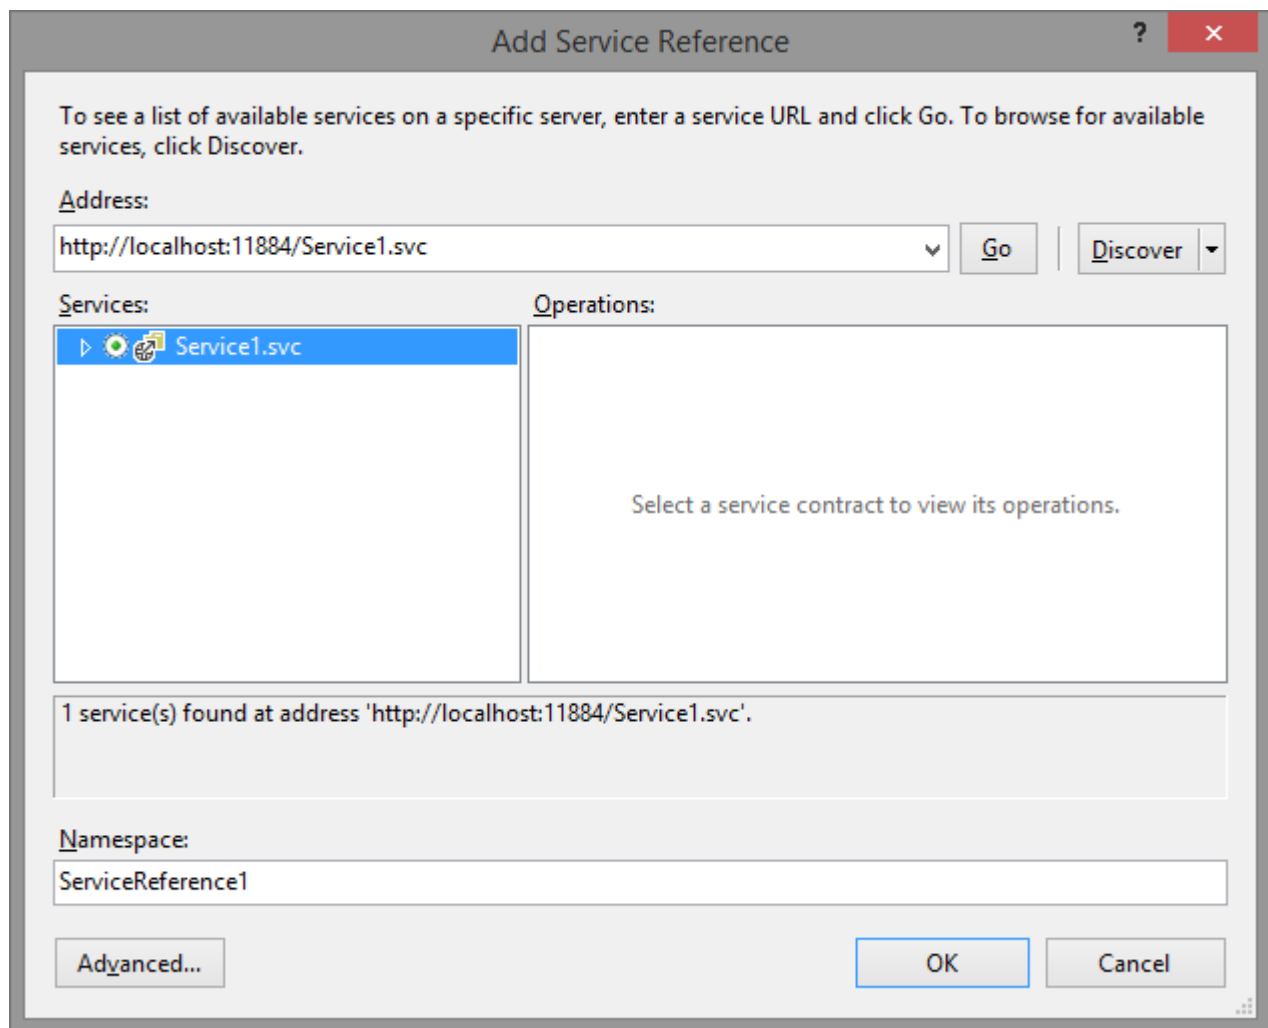 Add Service Reference
?
To see a list of available services on a specific server, enter a service URL and click Go. To browse for available
services, click Discover.
Address:
http://localhost:11884/Service1.svc
Go
Discover
Services:
Operations:
Service1.svc
Select a service contract to view its operations.
1 service(s) found at address 'http://localhost:11884/Service1.svc'.
Namespace:
ServiceReference1
Advanced...
OK
Cancel